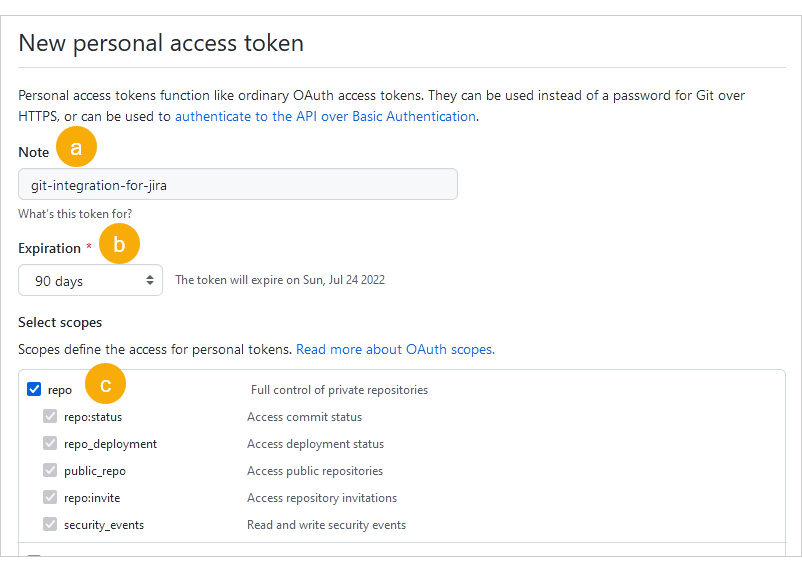 New personal access token
Personal access tokens function like ordinary OAuth access tokens. They can be used instead of a password for Git over
HTTPS, or can be used to authenticate to the API over Basic Authentication.
Note a
git-integration-for-jira
What's this token for?
Expiration * b
90 days The token will expire on Sun, Jul 24 2022
Select scopes
Scopes define the access for personal tokens. Read more about OAuth scopes.
repo c Full control of private repositories
repo:status Access commit status
repo_deployment Access deployment status
public_repo Access public repositories
repo:invite Access repository invitations
security_events Read and write security events